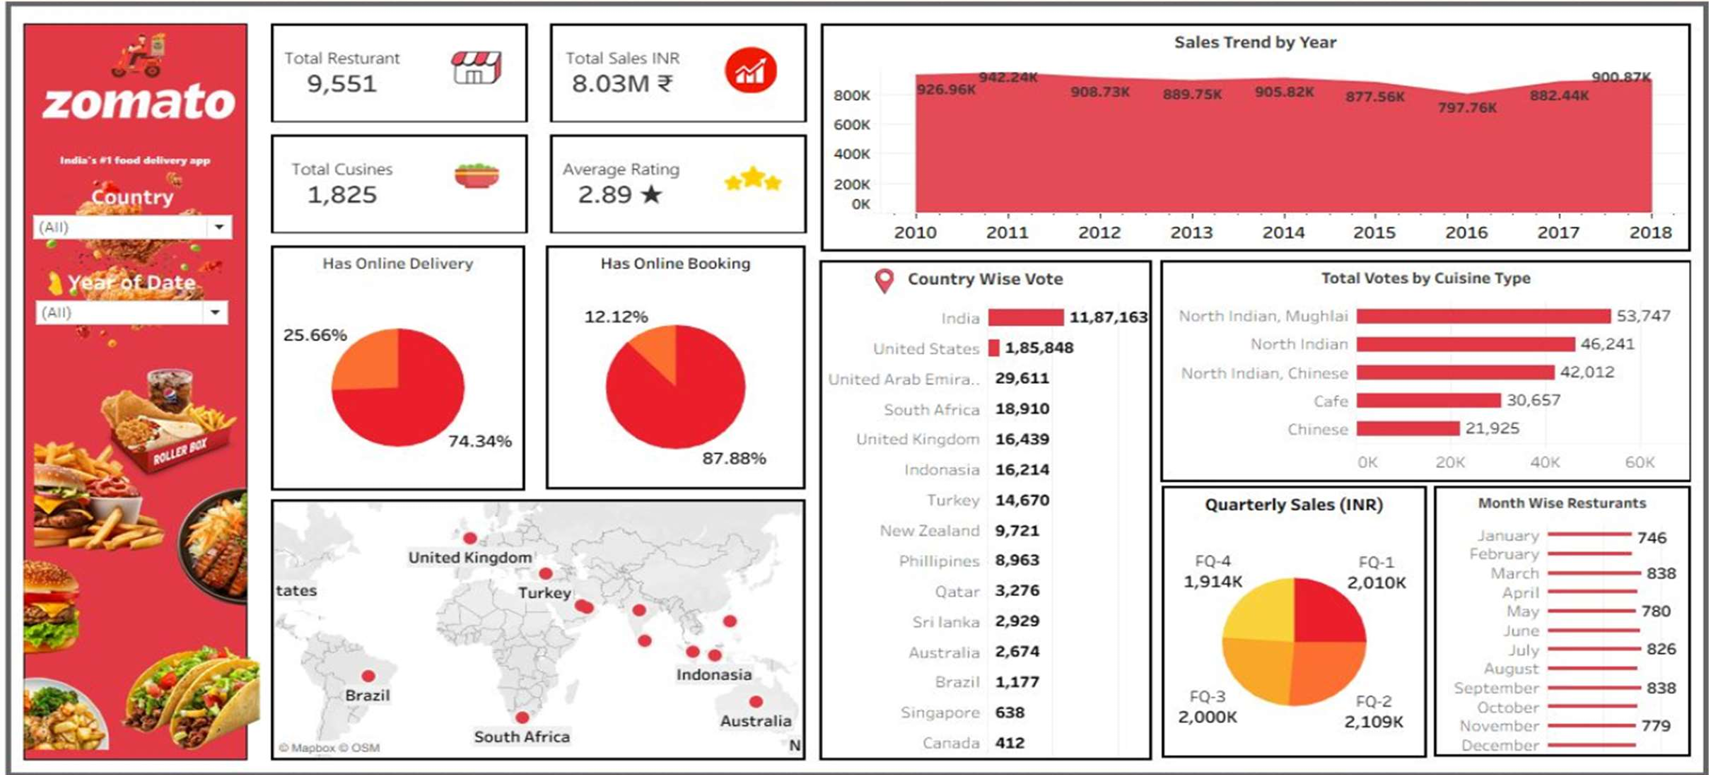 zomato
India's #1 food delivery app
Country
(All)
Year of Date
(All)
ROLLER BOX
Total Resturant
9,551
Total Sales INR
8.03M ₹
Total Cusines
1,825
Average Rating
2.89 ★
Has Online Delivery
25.66%
74.34%
Has Online Booking
12.12%
87.88%
Sales Trend by Year
800K
600K
400K
200K
0K
926.96K
942.24K
908.73K
889.75K
905.82K
877.56K
797.76K
882.44K
900.87K
2010 2011 2012 2013 2014 2015 2016 2017 2018
tates
United Kingdom
Turkey
Brazil
South Africa
Indonasia
Australia
N
© Mapbox © OSM
Country Wise Vote
India 11,87,163
United States 1,85,848
United Arab Emira.. 29,611
South Africa 18,910
United Kingdom 16,439
Indonasia 16,214
Turkey 14,670
New Zealand 9,721
Phillipines 8,963
Qatar 3,276
Sri lanka 2,929
Australia 2,674
Brazil 1,177
Singapore 638
Canada 412
Total Votes by Cuisine Type
North Indian, Mughlai 53,747
North Indian 46,241
North Indian, Chinese 42,012
Cafe 30,657
Chinese 21,925
0K 20K 40K 60K
Quarterly Sales (INR)
FQ-4
1,914K
FQ-1
2,010K
FQ-3
2,000K
FQ-2
2,109K
Month Wise Resturants
January 746
February
March 838
April
May 780
June
July 826
August
September 838
October
November 779
December